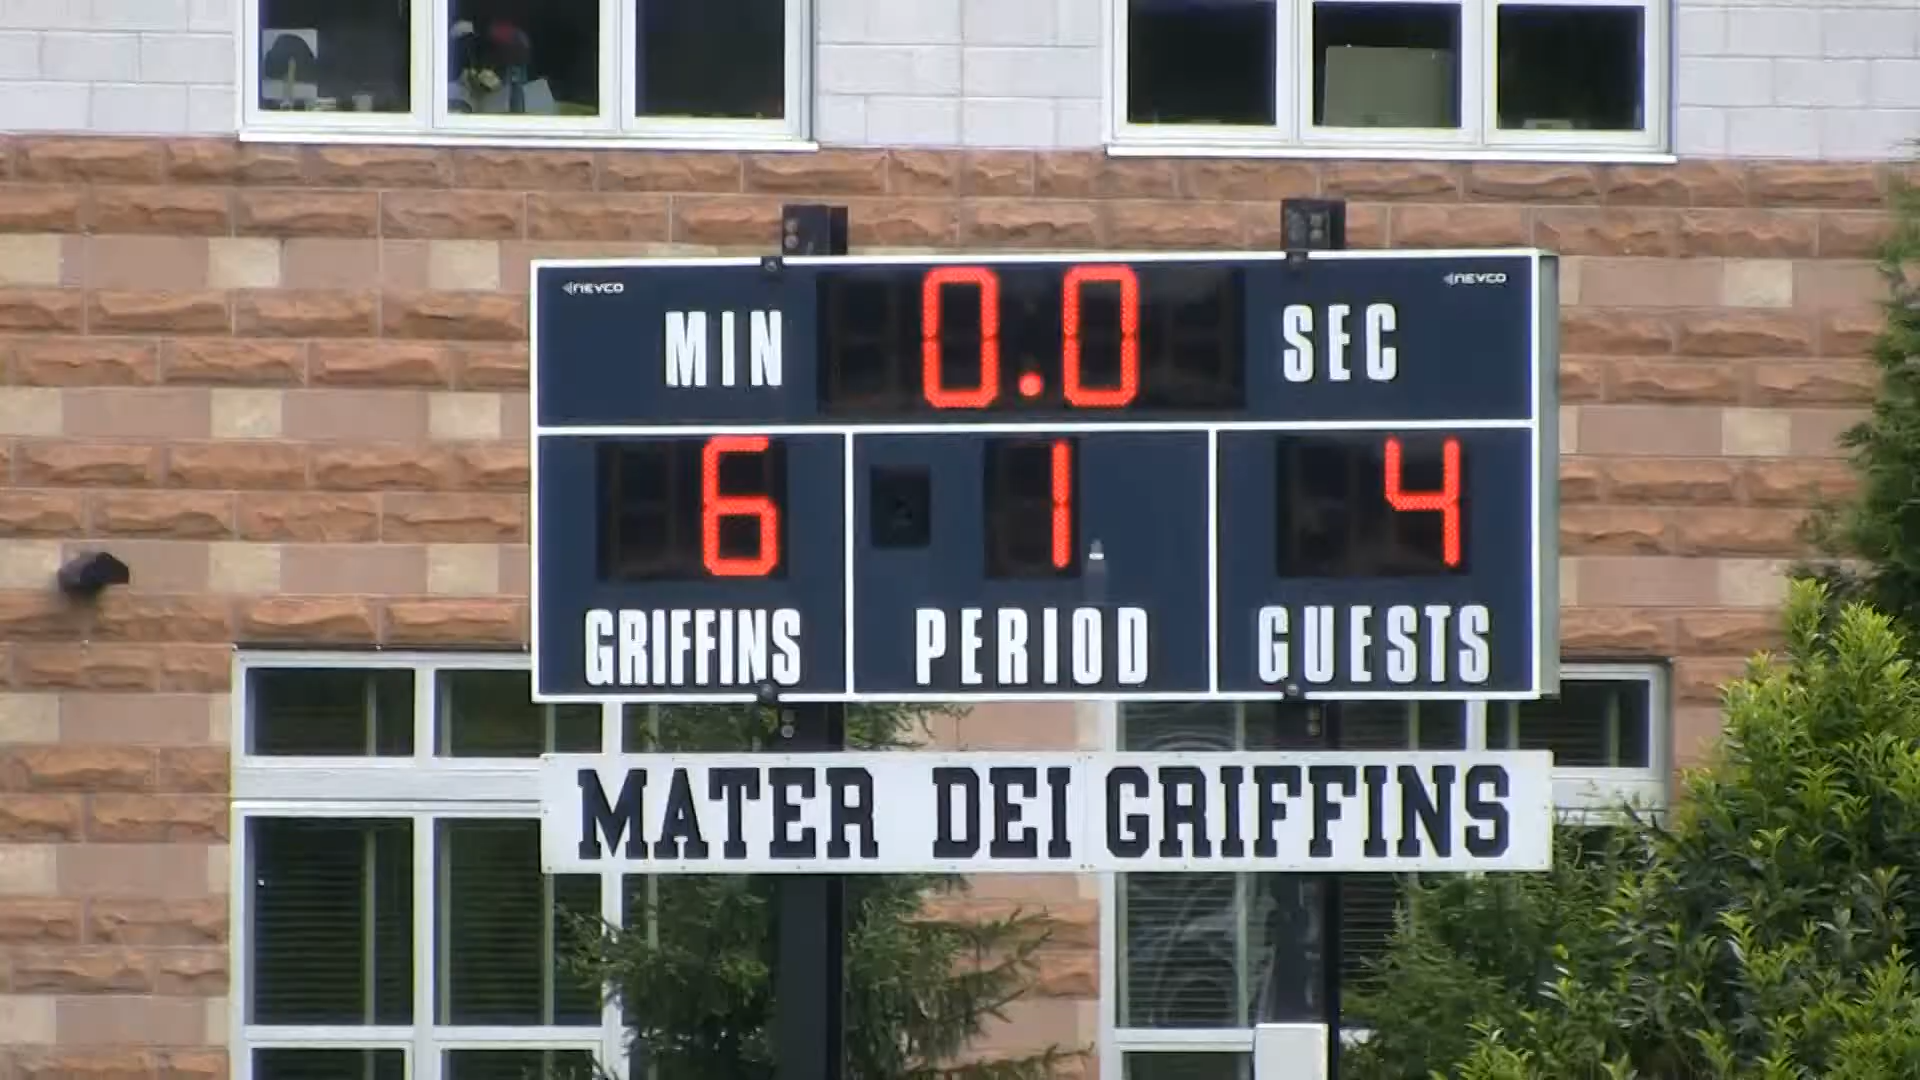 NEVCO NEVCO
MIN 0.0 SEC
6 1 4
GRIFFINS PERIOD GUESTS
MATER DEI GRIFFINS